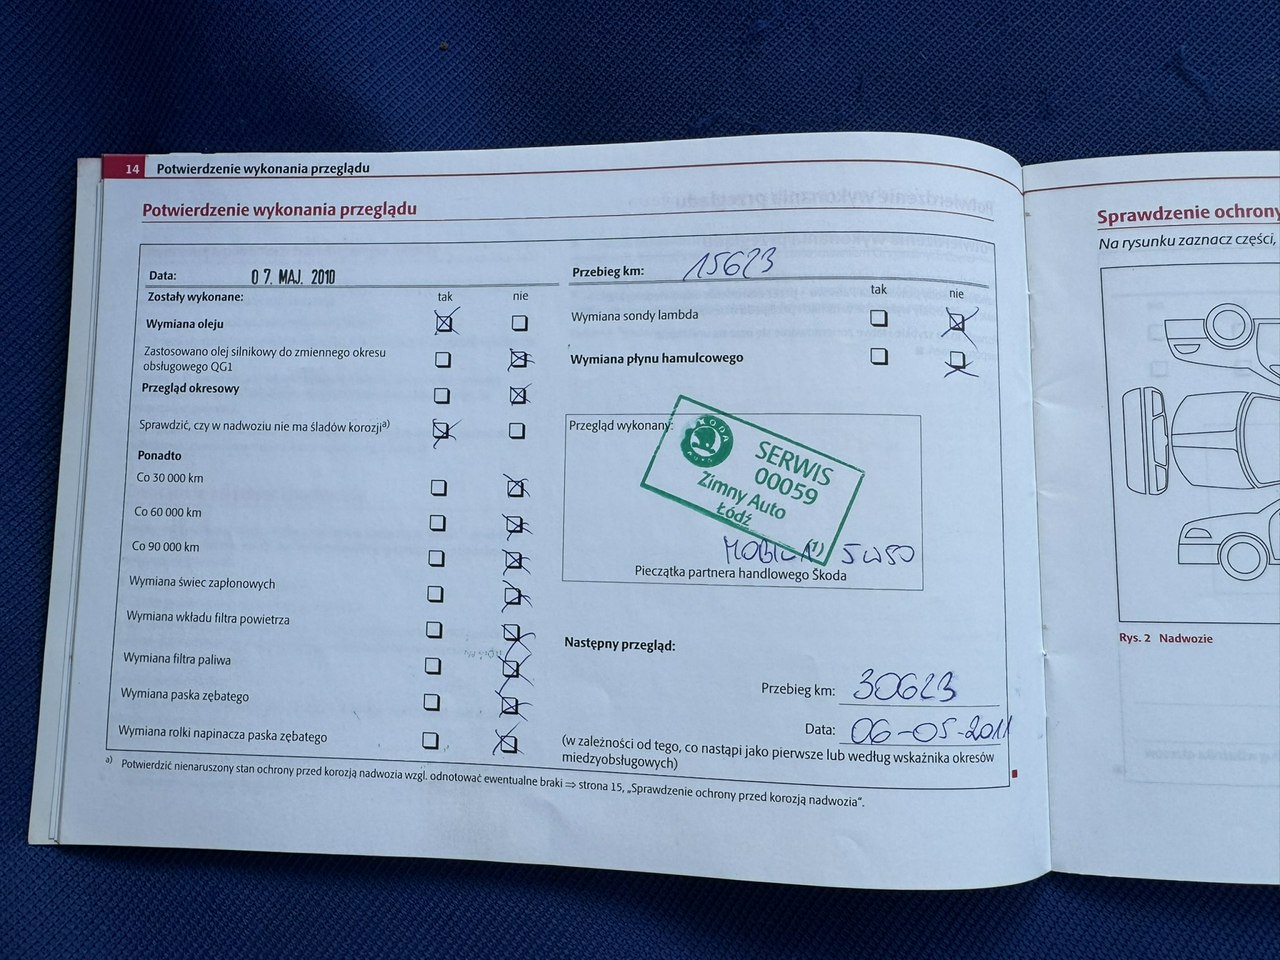 14 Potwierdzenie wykonania przeglądu
Potwierdzenie wykonania przeglądu
Data: 07. MAJ. 2010
Zostały wykonane: tak nie
Wymiana oleju
Zastosowano olej silnikowy do zmiennego okresu
obsługowego QG1
Przegląd okresowy
Sprawdzić, czy w nadwoziu nie ma śladów korozji a)
Ponadto
Co 30 000 km
Co 60 000 km
Co 90 000 km
Wymiana świec zapłonowych
Wymiana wkładu filtra powietrza
Wymiana filtra paliwa
Wymiana paska zębatego
Wymiana rolki napinacza paska zębatego
Przebieg km: 15623
tak nie
Wymiana sondy lambda
Wymiana płynu hamulcowego
Przegląd wykonany:
SKODA
AUTO
SERWIS
00059
Zimny Auto
Łódź
(1)
MOBIL 1 5W50
Pieczątka partnera handlowego Škoda
Następny przegląd:
Przebieg km: 30623
Data: 06-05-2011
(w zależności od tego, co nastąpi jako pierwsze lub według wskaźnika okresów
miedzyobsługowych)
a) Potwierdzić nienaruszony stan ochrony przed korozją nadwozia wzgl. odnotować ewentualne braki ⇒ strona 15, „Sprawdzenie ochrony przed korozją nadwozia”.
Sprawdzenie ochrony
Na rysunku zaznacz części,
Rys. 2 Nadwozie